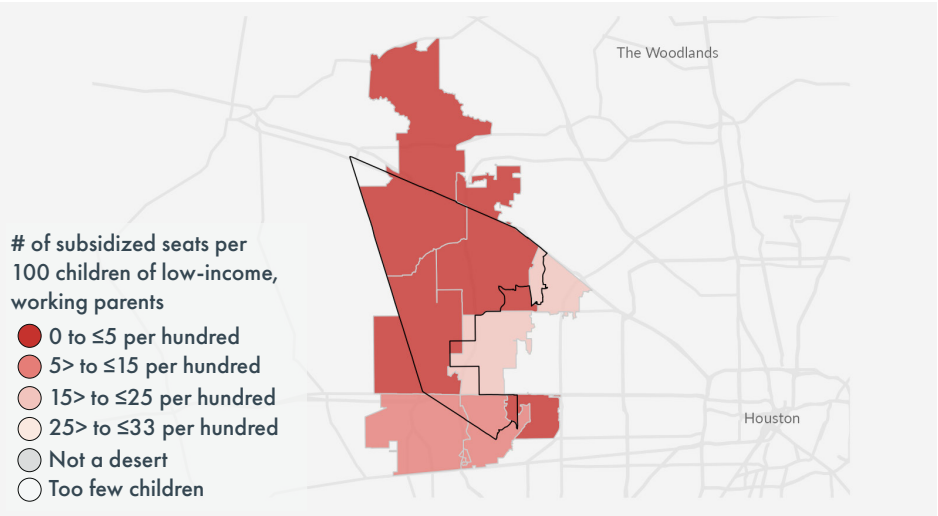 The Woodlands
# of subsidized seats per
100 children of low-income,
working parents
0 to ≤5 per hundred
5> to ≤15 per hundred
15> to ≤25 per hundred
25> to ≤33 per hundred
Not a desert
Too few children
Houston